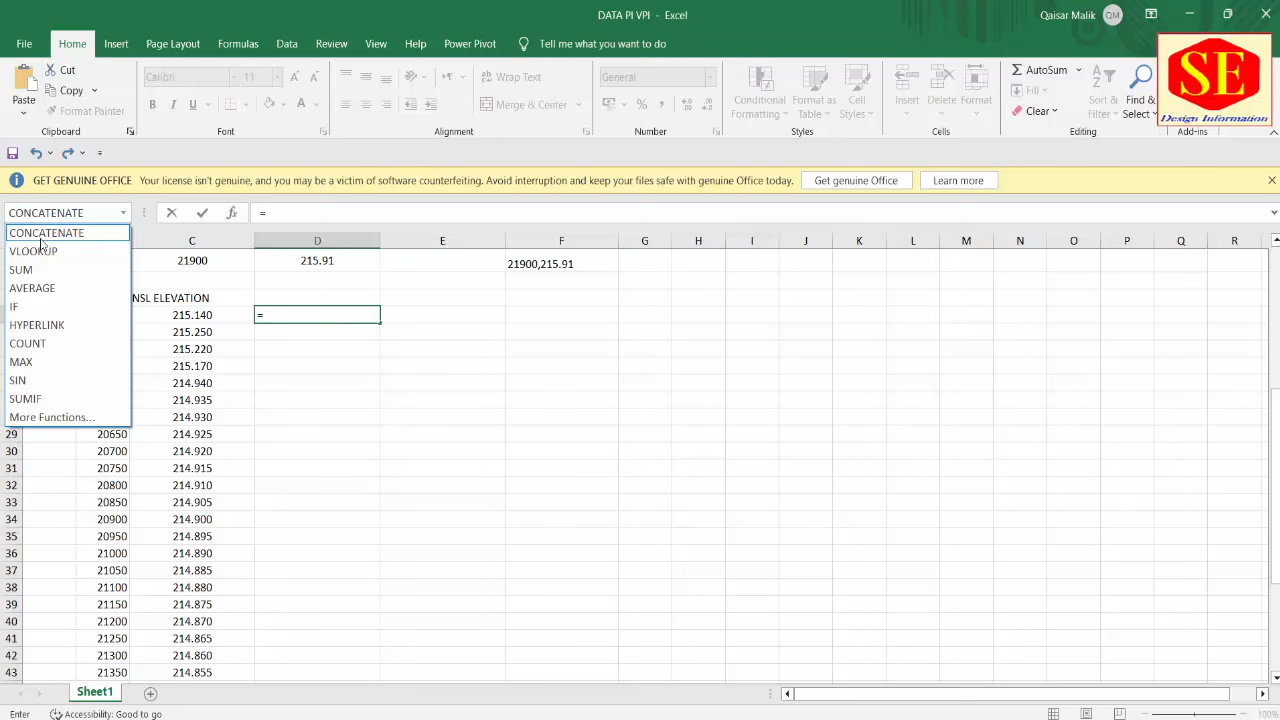 DATA PI VPI - Excel
Qaisar Malik QM
File Home Insert Page Layout Formulas Data Review View Help Power Pivot Tell me what you want to do
Paste Cut Calibri 11 Wrap Text General Conditional Formatting Format as Table Cell Styles Insert Delete Format AutoSum Sort & Filter Find & Select
Copy Merge & Center Fill
Format Painter Clear
Clipboard Font Alignment Number Styles Cells Editing Add-ins
SE
Design Information
GET GENUINE OFFICE Your license isn't genuine, and you may be a victim of software counterfeiting. Avoid interruption and keep your files safe with genuine Office today. Get genuine Office Learn more
CONCATENATE fx =
C D E F G H I J K L M N O P Q R
CONCATENATE
VLOOKUP
SUM
AVERAGE
IF
HYPERLINK
COUNT
MAX
SIN
SUMIF
More Functions...
21900 215.91 21900,215.91
NSL ELEVATION
215.140 =
215.250
215.220
215.170
214.940
214.935
214.930
29 20650 214.925
30 20700 214.920
31 20750 214.915
32 20800 214.910
33 20850 214.905
34 20900 214.900
35 20950 214.895
36 21000 214.890
37 21050 214.885
38 21100 214.880
39 21150 214.875
40 21200 214.870
41 21250 214.865
42 21300 214.860
43 21350 214.855
Sheet1
Enter Accessibility: Good to go 100%